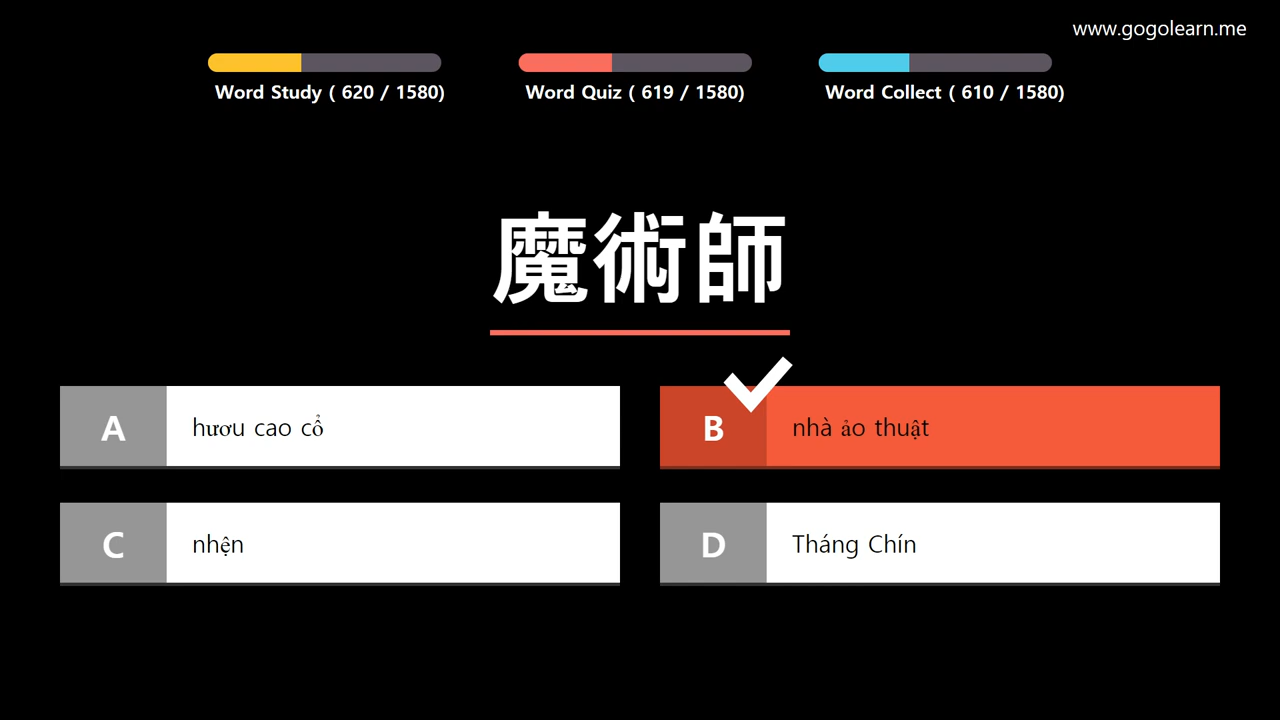 www.gogolearn.me
Word Study ( 620 / 1580)
Word Quiz ( 619 / 1580)
Word Collect ( 610 / 1580)
魔術師
A hươu cao cổ
B nhà ảo thuật
C nhện
D Tháng Chín